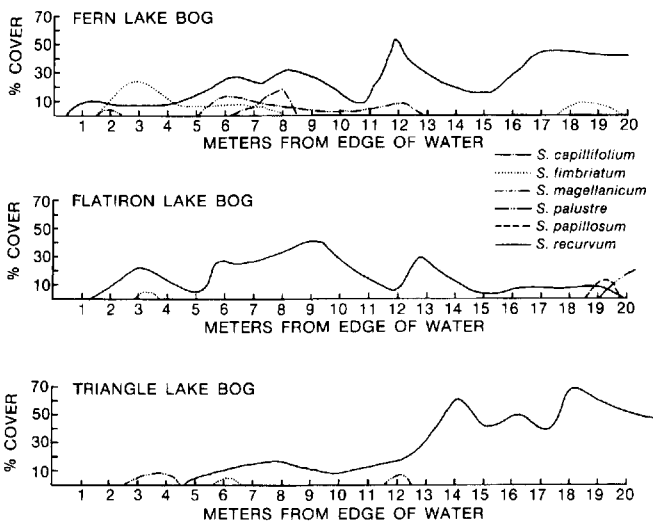 FERN LAKE BOG
% COVER
70
50
30
10
1 2 3 4 5 6 7 8 9 10 11 12 13 14 15 16 17 18 19 20
METERS FROM EDGE OF WATER
S. capillifolium
S. fimbriatum
S. magellanicum
S. palustre
S. papillosum
S. recurvum
FLATIRON LAKE BOG
% COVER
70
50
30
10
1 2 3 4 5 6 7 8 9 10 11 12 13 14 15 16 17 18 19 20
METERS FROM EDGE OF WATER
TRIANGLE LAKE BOG
% COVER
70
50
30
10
1 2 3 4 5 6 7 8 9 10 11 12 13 14 15 16 17 18 19 20
METERS FROM EDGE OF WATER